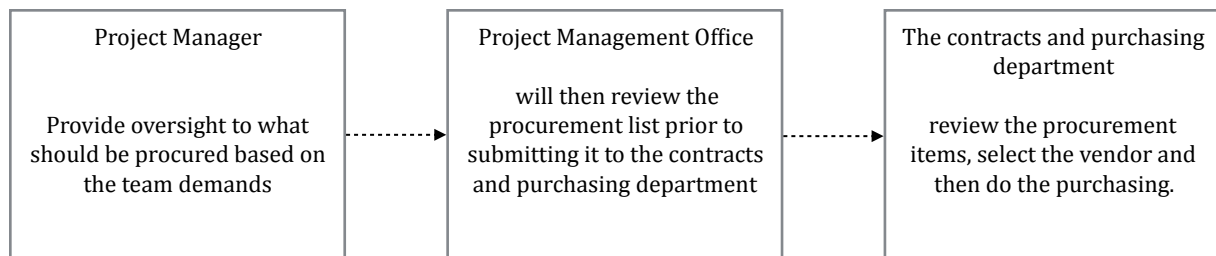 Project Manager
Provide oversight to what
should be procured based on
the team demands
Project Management Office
will then review the
procurement list prior to
submitting it to the contracts
and purchasing department
The contracts and purchasing
department
review the procurement
items, select the vendor and
then do the purchasing.